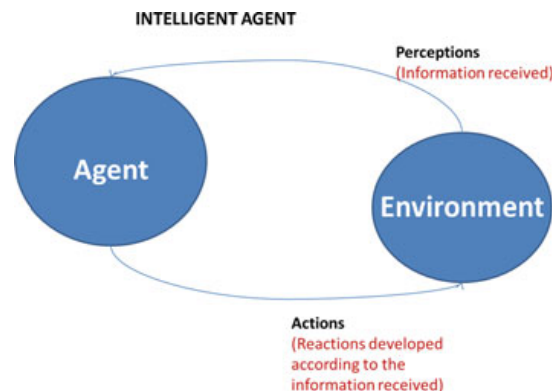 INTELLIGENT AGENT
Perceptions
(Information received)
Agent
Environment
Actions
(Reactions developed
according to the
information received)